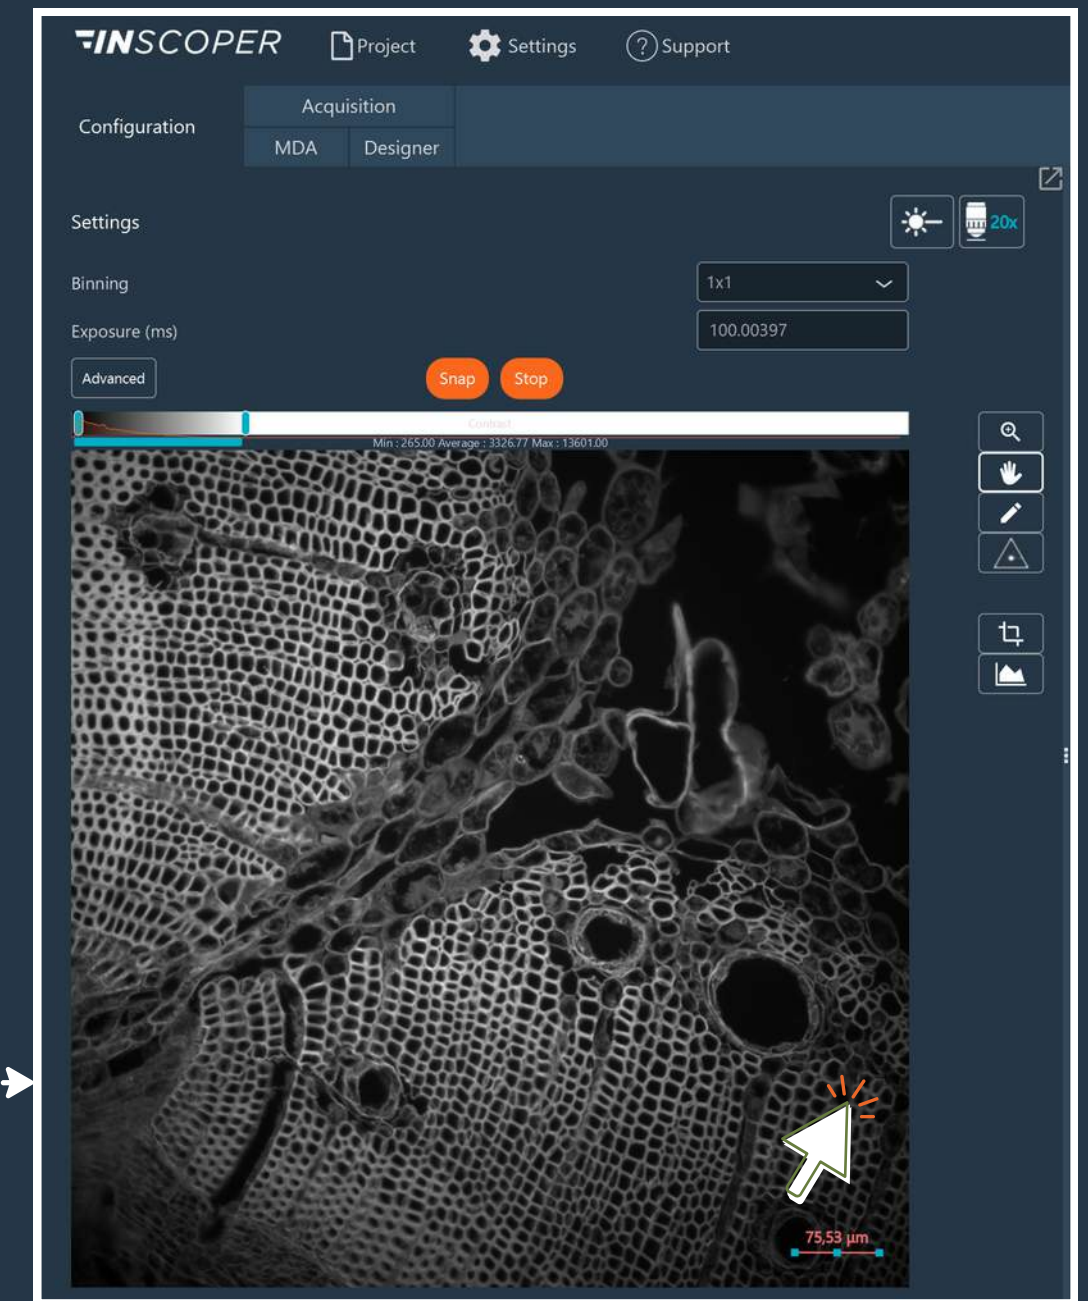 INSCOPER
Project
Settings
? Support
Configuration
Acquisition
MDA
Designer
Settings
20x
Binning
1x1
Exposure (ms)
100.00397
Advanced
Snap
Stop
Contrast
Min : 265.00 Average : 3326.77 Max : 13601.00
75,53 µm